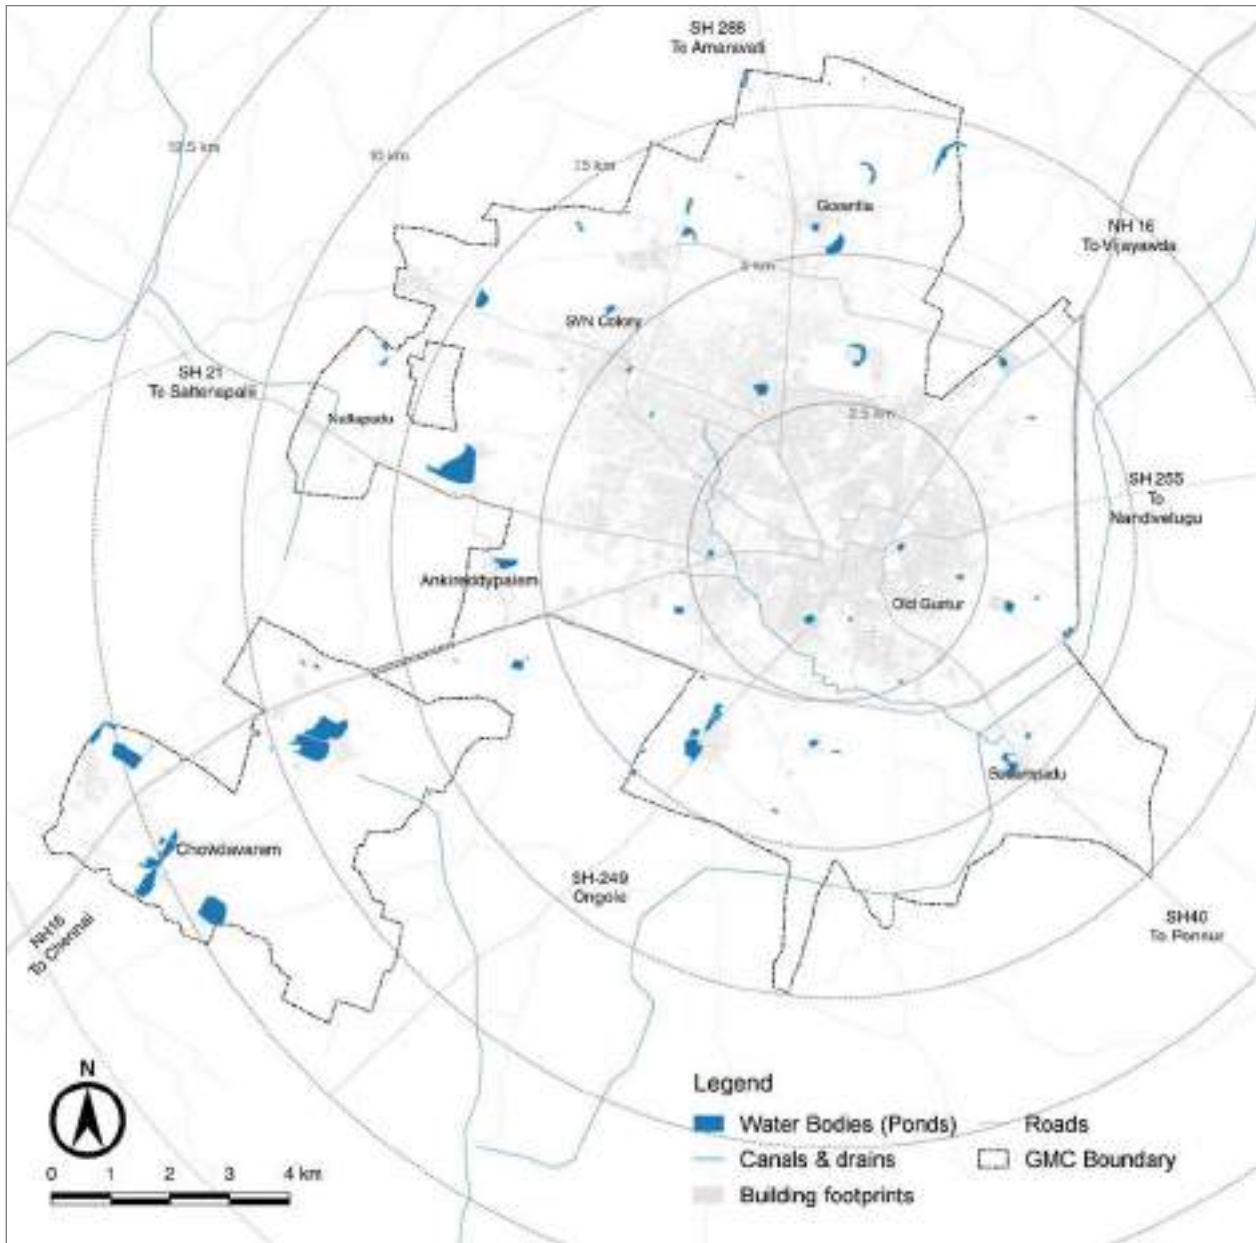 SH 288
To Amaravati
12.5 km
10 km
7.5 km
Gorantla
NH 16
To Vijayawda
5 km
SVN Colony
SH 21
To Sattenapalli
Nallapadu
2.5 km
SH 255
To
Nandivelugu
Ankireddypalem
Old Guntur
Chowdavaram
SH-249
Ongole
NH16
To Chennai
SH40
To Ponnur
N
0 1 2 3 4 km
Legend
Water Bodies (Ponds)
Roads
Canals & drains
GMC Boundary
Building footprints